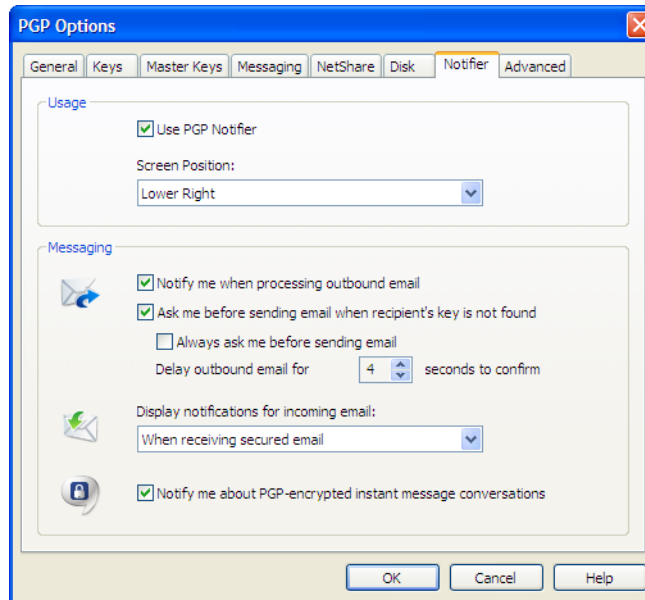 PGP Options
General Keys Master Keys Messaging NetShare Disk Notifier Advanced
Usage
Use PGP Notifier
Screen Position:
Lower Right
Messaging
Notify me when processing outbound email
Ask me before sending email when recipient's key is not found
Always ask me before sending email
Delay outbound email for 4 seconds to confirm
Display notifications for incoming email:
When receiving secured email
Notify me about PGP-encrypted instant message conversations
OK Cancel Help